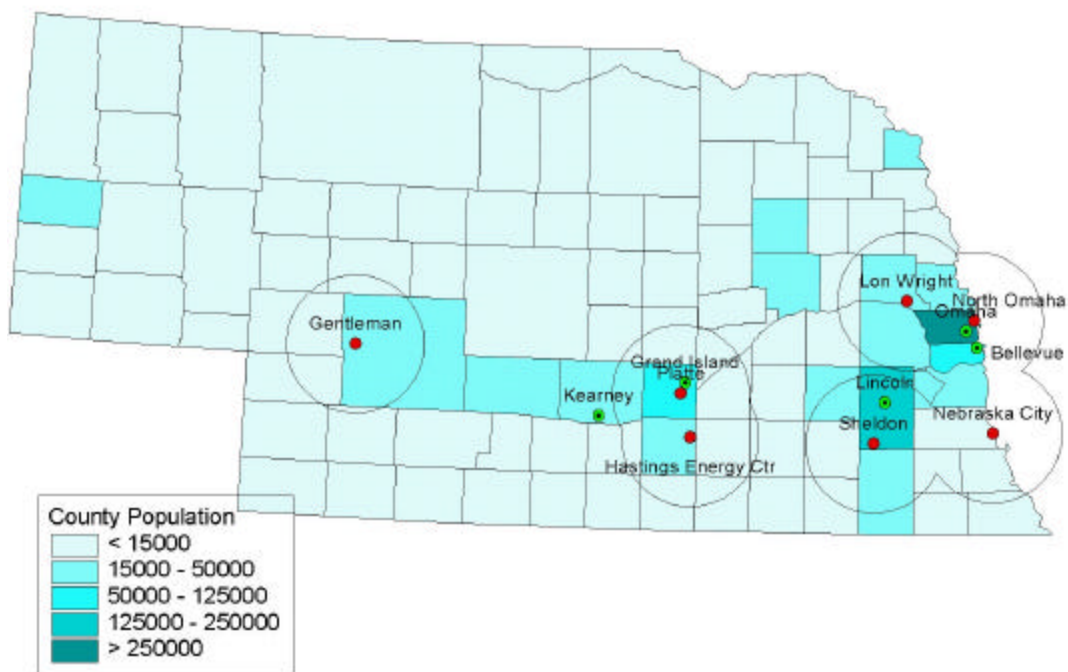 Lon Wright
North Omaha
Omaha
Gentleman
Bellevue
Grand Island
Platte
Kearney
Lincoln
Nebraska City
Sheldon
Hastings Energy Ctr
County Population
< 15000
15000 - 50000
50000 - 125000
125000 - 250000
> 250000